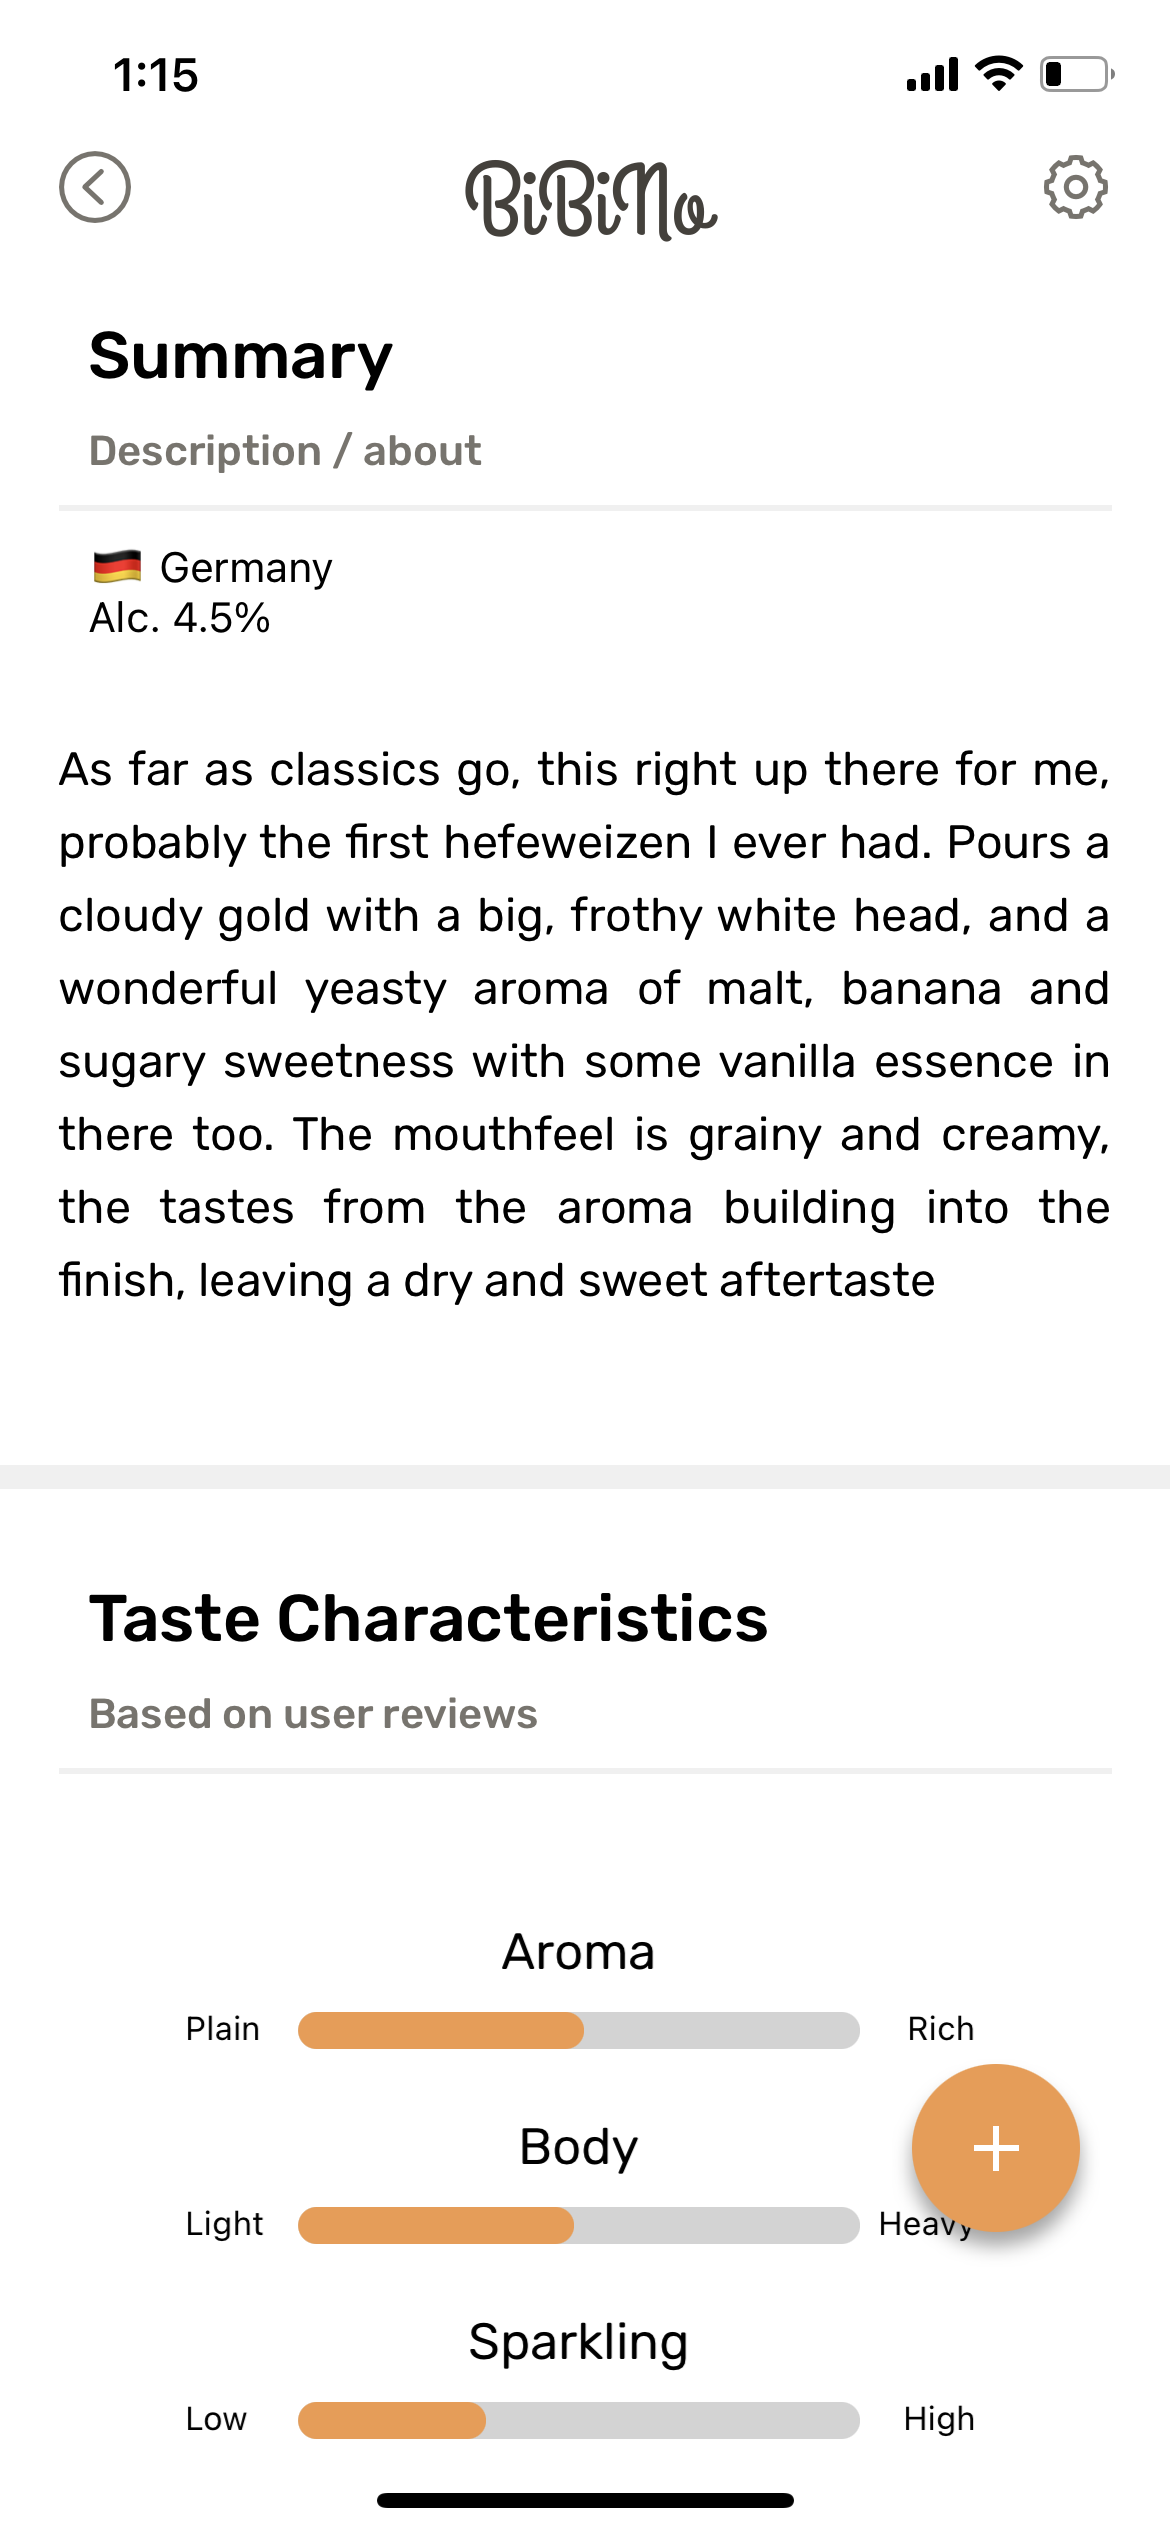 1:15
BiBiNo
Summary
Description / about
Germany
Alc. 4.5%
As far as classics go, this right up there for me,
probably the first hefeweizen I ever had. Pours a
cloudy gold with a big, frothy white head, and a
wonderful yeasty aroma of malt, banana and
sugary sweetness with some vanilla essence in
there too. The mouthfeel is grainy and creamy,
the tastes from the aroma building into the
finish, leaving a dry and sweet aftertaste
Taste Characteristics
Based on user reviews
Aroma
Plain Rich
Body
Light Heavy
Sparkling
Low High